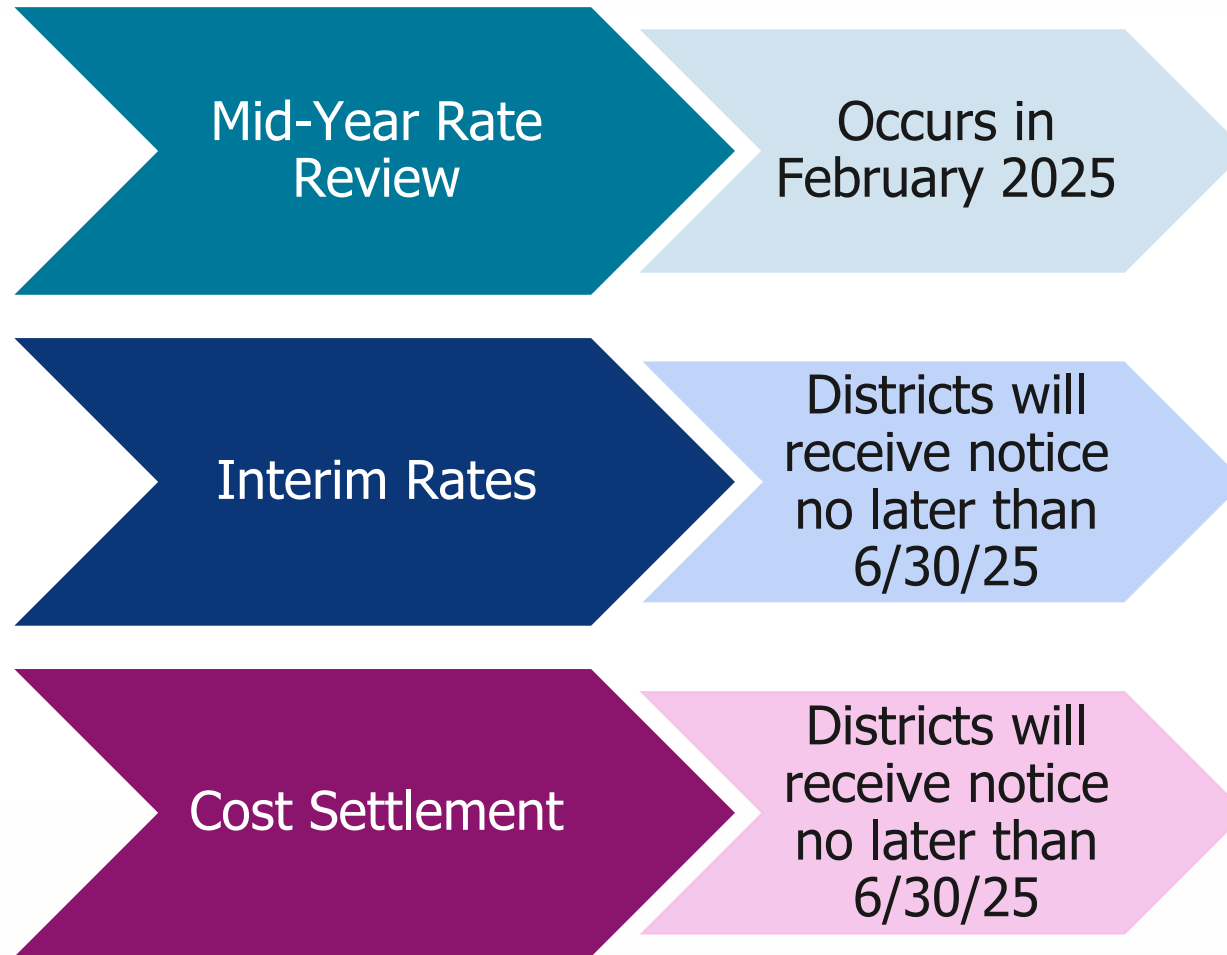 Mid-Year Rate
Review
Occurs in
February 2025
Interim Rates
Districts will
receive notice
no later than
6/30/25
Cost Settlement
Districts will
receive notice
no later than
6/30/25